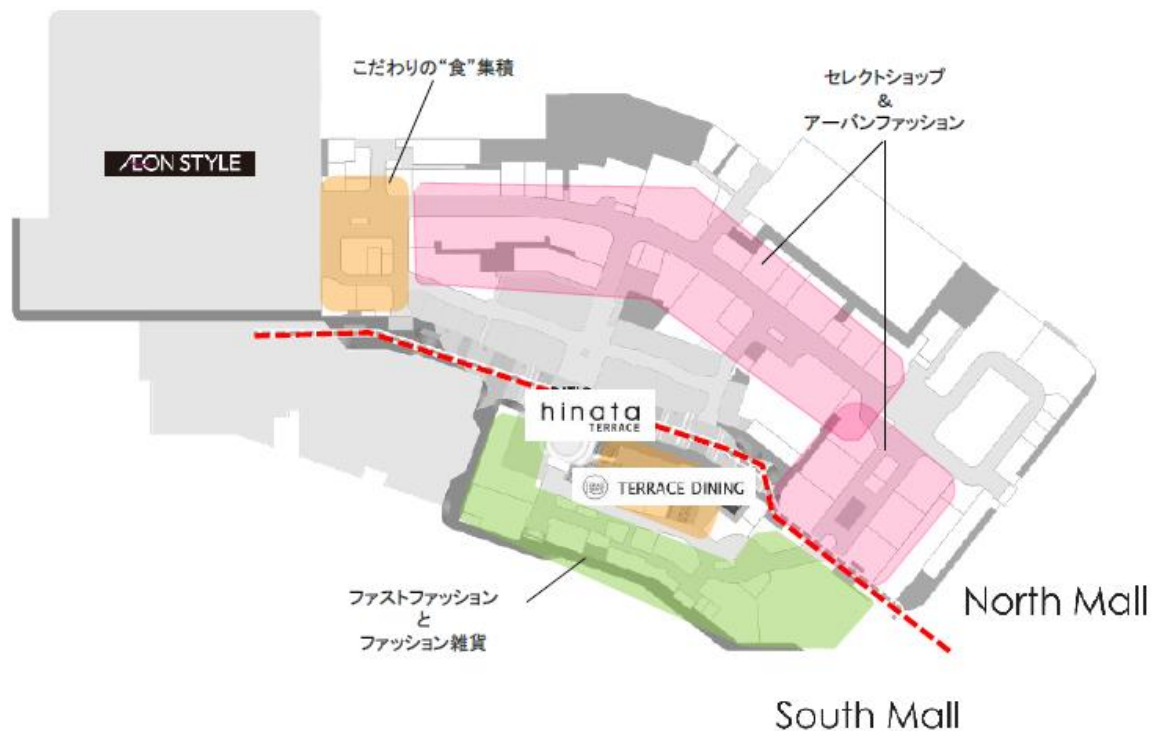 こだわりの“食”集積
セレクトショップ
&
アーバンファッション
ÆON STYLE
hinata
TERRACE
TERRACE DINING
ファストファッション
と
ファッション雑貨
North Mall
South Mall